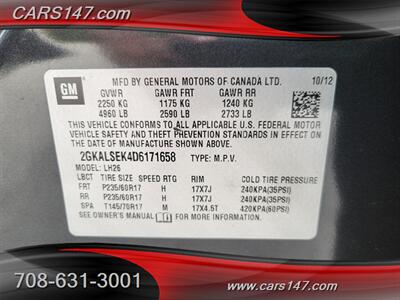 CARS147.com
GM
MFD BY GENERAL MOTORS OF CANADA LTD. 10/12
GVWR GAWR FRT GAWR RR
2250 KG 1175 KG 1240 KG
4960 LB 2590 LB 2733 LB
THIS VEHICLE CONFORMS TO ALL APPLICABLE U.S.
FEDERAL MOTOR VEHICLE SAFETY, BUMPER, AND
THEFT PREVENTION STANDARDS IN EFFECT ON THE
DATE OF MANUFACTURE SHOWN ABOVE.
2GKALSEK4D6171658 TYPE: M.P.V.
MODEL: LH26
LBCT TIRE SIZE SPEED RTG RIM COLD TIRE PRESSURE
FRT P235/60R17 H 17X7J 240KPA(35PSI)
RR P235/60R17 H 17X7J 240KPA(35PSI)
SPA T145/70R17 M 17X4.5T 420KPA(60PSI)
SEE OWNER'S MANUAL FOR MORE INFORMATION.
708-631-3001
Cars147.com